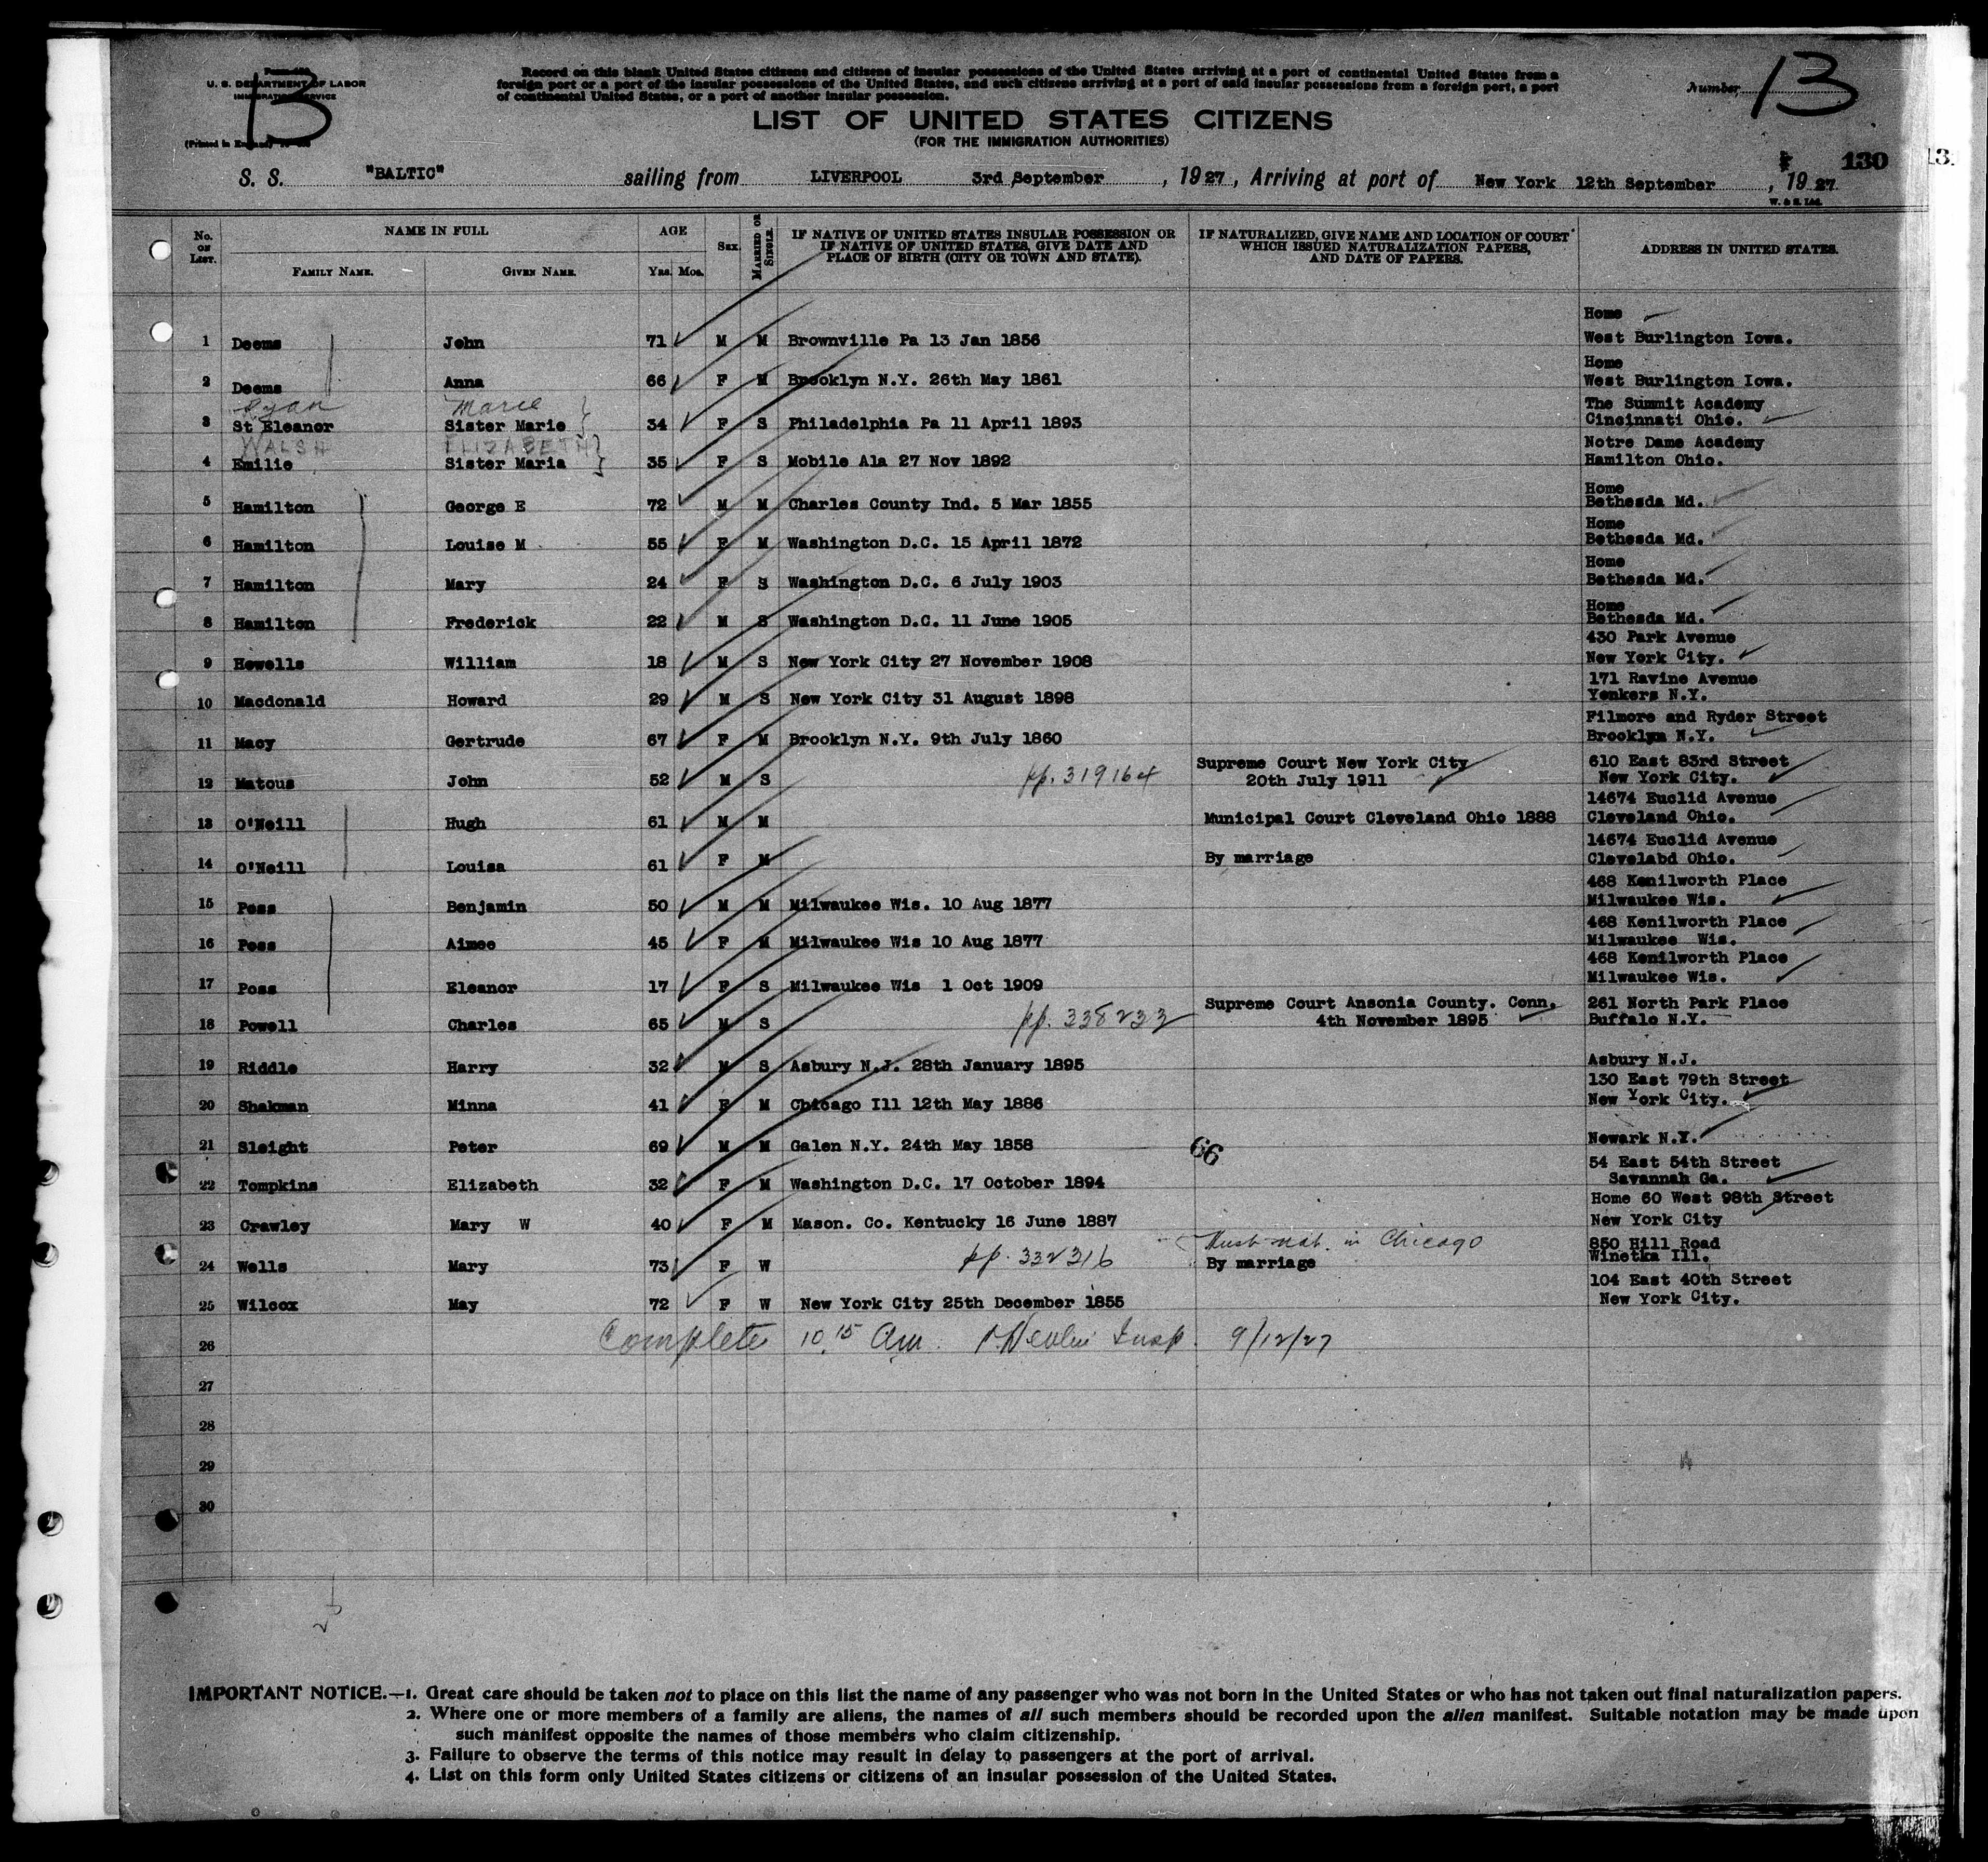 U. S. DEPARTMENT OF LABOR
IMMIGRATION SERVICE
B
Record on this blank United States citizens and citizens of insular possessions of the United States arriving at a port of continental United States from a
foreign port or a port of the insular possessions of the United States, and such citizens arriving at a port of said insular possessions from a foreign port, a port
of continental United States, or a port of another insular possession.
Number 13
LIST OF UNITED STATES CITIZENS
(FOR THE IMMIGRATION AUTHORITIES)
(Printed in England)
130
13.
S. S. "BALTIC" sailing from LIVERPOOL 3rd September, 1927, Arriving at port of New York 12th September, 1927
W. & S. Ltd.
No. ON LIST. NAME IN FULL FAMILY NAME. GIVEN NAME. AGE Yrs. Mos. Sex. MARRIED OR SINGLE. IF NATIVE OF UNITED STATES INSULAR POSSESSION OR IF NATIVE OF UNITED STATES, GIVE DATE AND PLACE OF BIRTH (CITY OR TOWN AND STATE). IF NATURALIZED, GIVE NAME AND LOCATION OF COURT WHICH ISSUED NATURALIZATION PAPERS, AND DATE OF PAPERS. ADDRESS IN UNITED STATES.
Home
1 Deems John 71 M M Brownville Pa 13 Jan 1856 West Burlington Iowa.
Home
2 Deems Anna 66 F M Brooklyn N.Y. 26th May 1861 West Burlington Iowa.
Ryan Marie The Summit Academy
3 St Eleanor Sister Marie 34 F S Philadelphia Pa 11 April 1893 Cincinnati Ohio.
WALSH ELIZABETH Notre Dame Academy
4 Emilie Sister Maria 35 F S Mobile Ala 27 Nov 1892 Hamilton Ohio.
Home
5 Hamilton George E 72 M M Charles County Ind. 5 Mar 1855 Bethesda Md.
Home
6 Hamilton Louise M 55 F M Washington D.C. 15 April 1872 Bethesda Md.
Home
7 Hamilton Mary 24 F S Washington D.C. 6 July 1903 Bethesda Md.
Home
8 Hamilton Frederick 22 M S Washington D.C. 11 June 1905 Bethesda Md.
430 Park Avenue
9 Howells William 18 M S New York City 27 November 1908 New York City.
171 Ravine Avenue
10 Macdonald Howard 29 M S New York City 31 August 1898 Yonkers N.Y.
Filmore and Ryder Street
11 Macy Gertrude 67 F M Brooklyn N.Y. 9th July 1860 Brooklyn N.Y.
Supreme Court New York City 610 East 83rd Street
12 Matous John 52 M S pp. 319164 20th July 1911 New York City.
14674 Euclid Avenue
13 O'Neill Hugh 61 M M Municipal Court Cleveland Ohio 1888 Cleveland Ohio.
14674 Euclid Avenue
14 O'Neill Louisa 61 F M By marriage Clevelabd Ohio.
468 Kenilworth Place
15 Poss Benjamin 50 M M Milwaukee Wis. 10 Aug 1877 Milwaukee Wis.
468 Kenilworth Place
16 Poss Aimee 45 F M Milwaukee Wis 10 Aug 1877 Milwaukee Wis.
468 Kenilworth Place
17 Poss Eleanor 17 F S Milwaukee Wis 1 Oct 1909 Milwaukee Wis.
Supreme Court Ansonia County. Conn. 261 North Park Place
18 Powell Charles 65 M S pp. 338233 4th November 1895 Buffalo N.Y.
19 Riddle Harry 32 M S Asbury N.J. 28th January 1895 Asbury N.J.
130 East 79th Street
20 Shakman Minna 41 F M Chicago Ill 12th May 1886 New York City.
21 Sleight Peter 69 M M Galen N.Y. 24th May 1858 66 Newark N.Y.
54 East 54th Street
22 Tompkins Elizabeth 32 F M Washington D.C. 17 October 1894 Savannah Ga.
Home 60 West 98th Street
23 Crawley Mary W 40 F M Mason. Co. Kentucky 16 June 1887 New York City
Husb nat. in Chicago 850 Hill Road
24 Wells Mary 73 F W pp. 332316 By marriage Winetka Ill.
104 East 40th Street
25 Wilcox May 72 F W New York City 25th December 1855 New York City.
26 Complete 10.15 am. Insp. 9/12/27
27
28
29
30
IMPORTANT NOTICE.—1. Great care should be taken not to place on this list the name of any passenger who was not born in the United States or who has not taken out final naturalization papers.
2. Where one or more members of a family are aliens, the names of all such members should be recorded upon the alien manifest. Suitable notation may be made upon
such manifest opposite the names of those members who claim citizenship.
3. Failure to observe the terms of this notice may result in delay to passengers at the port of arrival.
4. List on this form only United States citizens or citizens of an insular possession of the United States.